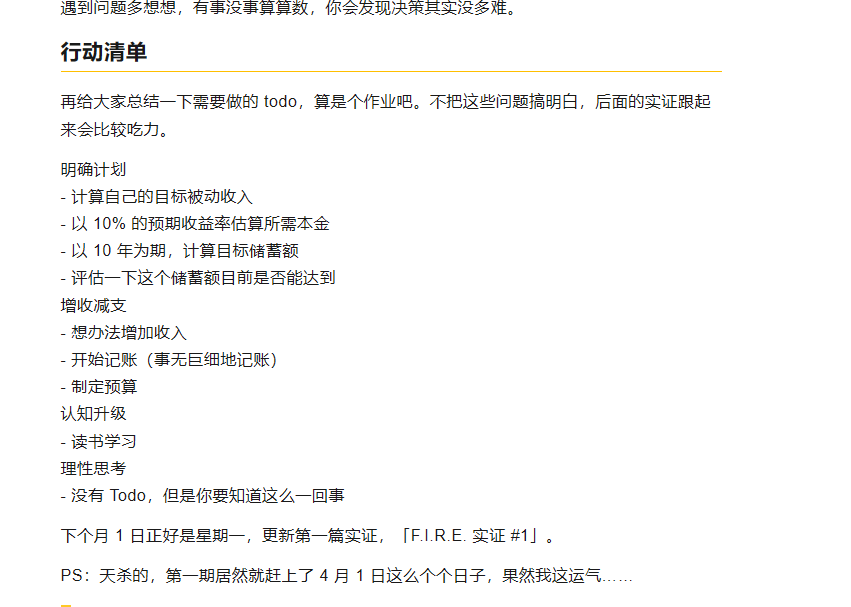 遇到问题多想想，有事没事算算数，你会发现决策其实没多难。
行动清单
再给大家总结一下需要做的 todo，算是个作业吧。不把这些问题搞明白，后面的实证跟起
来会比较吃力。
明确计划
- 计算自己的目标被动收入
- 以 10% 的预期收益率估算所需本金
- 以 10 年为期，计算目标储蓄额
- 评估一下这个储蓄额目前是否能达到
增收减支
- 想办法增加收入
- 开始记账（事无巨细地记账）
- 制定预算
认知升级
- 读书学习
理性思考
- 没有 Todo，但是你要知道这么一回事
下个月 1 日正好是星期一，更新第一篇实证，「F.I.R.E. 实证 #1」。
PS：天杀的，第一期居然就赶上了 4 月 1 日这么个个日子，果然我这运气……